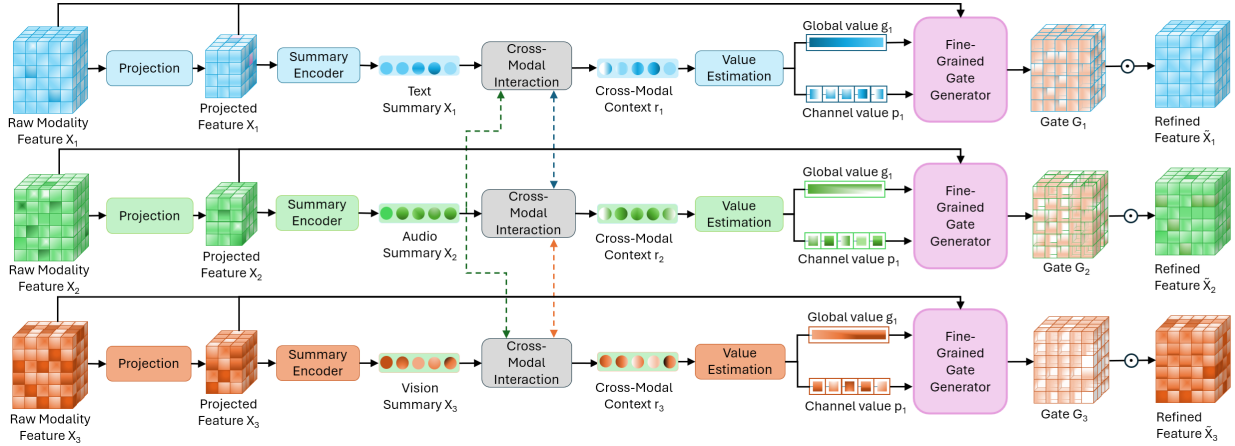 Raw Modality
Feature X₁
Projection
Projected
Feature X₁
Summary
Encoder
Text
Summary X₁
Cross-
Modal
Interaction
Cross-Modal
Context r₁
Value
Estimation
Global value g₁
Channel value p₁
Fine-
Grained
Gate
Generator
Gate G₁
Refined
Feature X̃₁
Raw Modality
Feature X₂
Projection
Projected
Feature X₂
Summary
Encoder
Audio
Summary X₂
Cross-
Modal
Interaction
Cross-Modal
Context r₂
Value
Estimation
Global value g₁
Channel value p₁
Fine-
Grained
Gate
Generator
Gate G₂
Refined
Feature X̃₂
Raw Modality
Feature X₃
Projection
Projected
Feature X₃
Summary
Encoder
Vision
Summary X₃
Cross-
Modal
Interaction
Cross-Modal
Context r₃
Value
Estimation
Global value g₁
Channel value p₁
Fine-
Grained
Gate
Generator
Gate G₃
Refined
Feature X̃₃